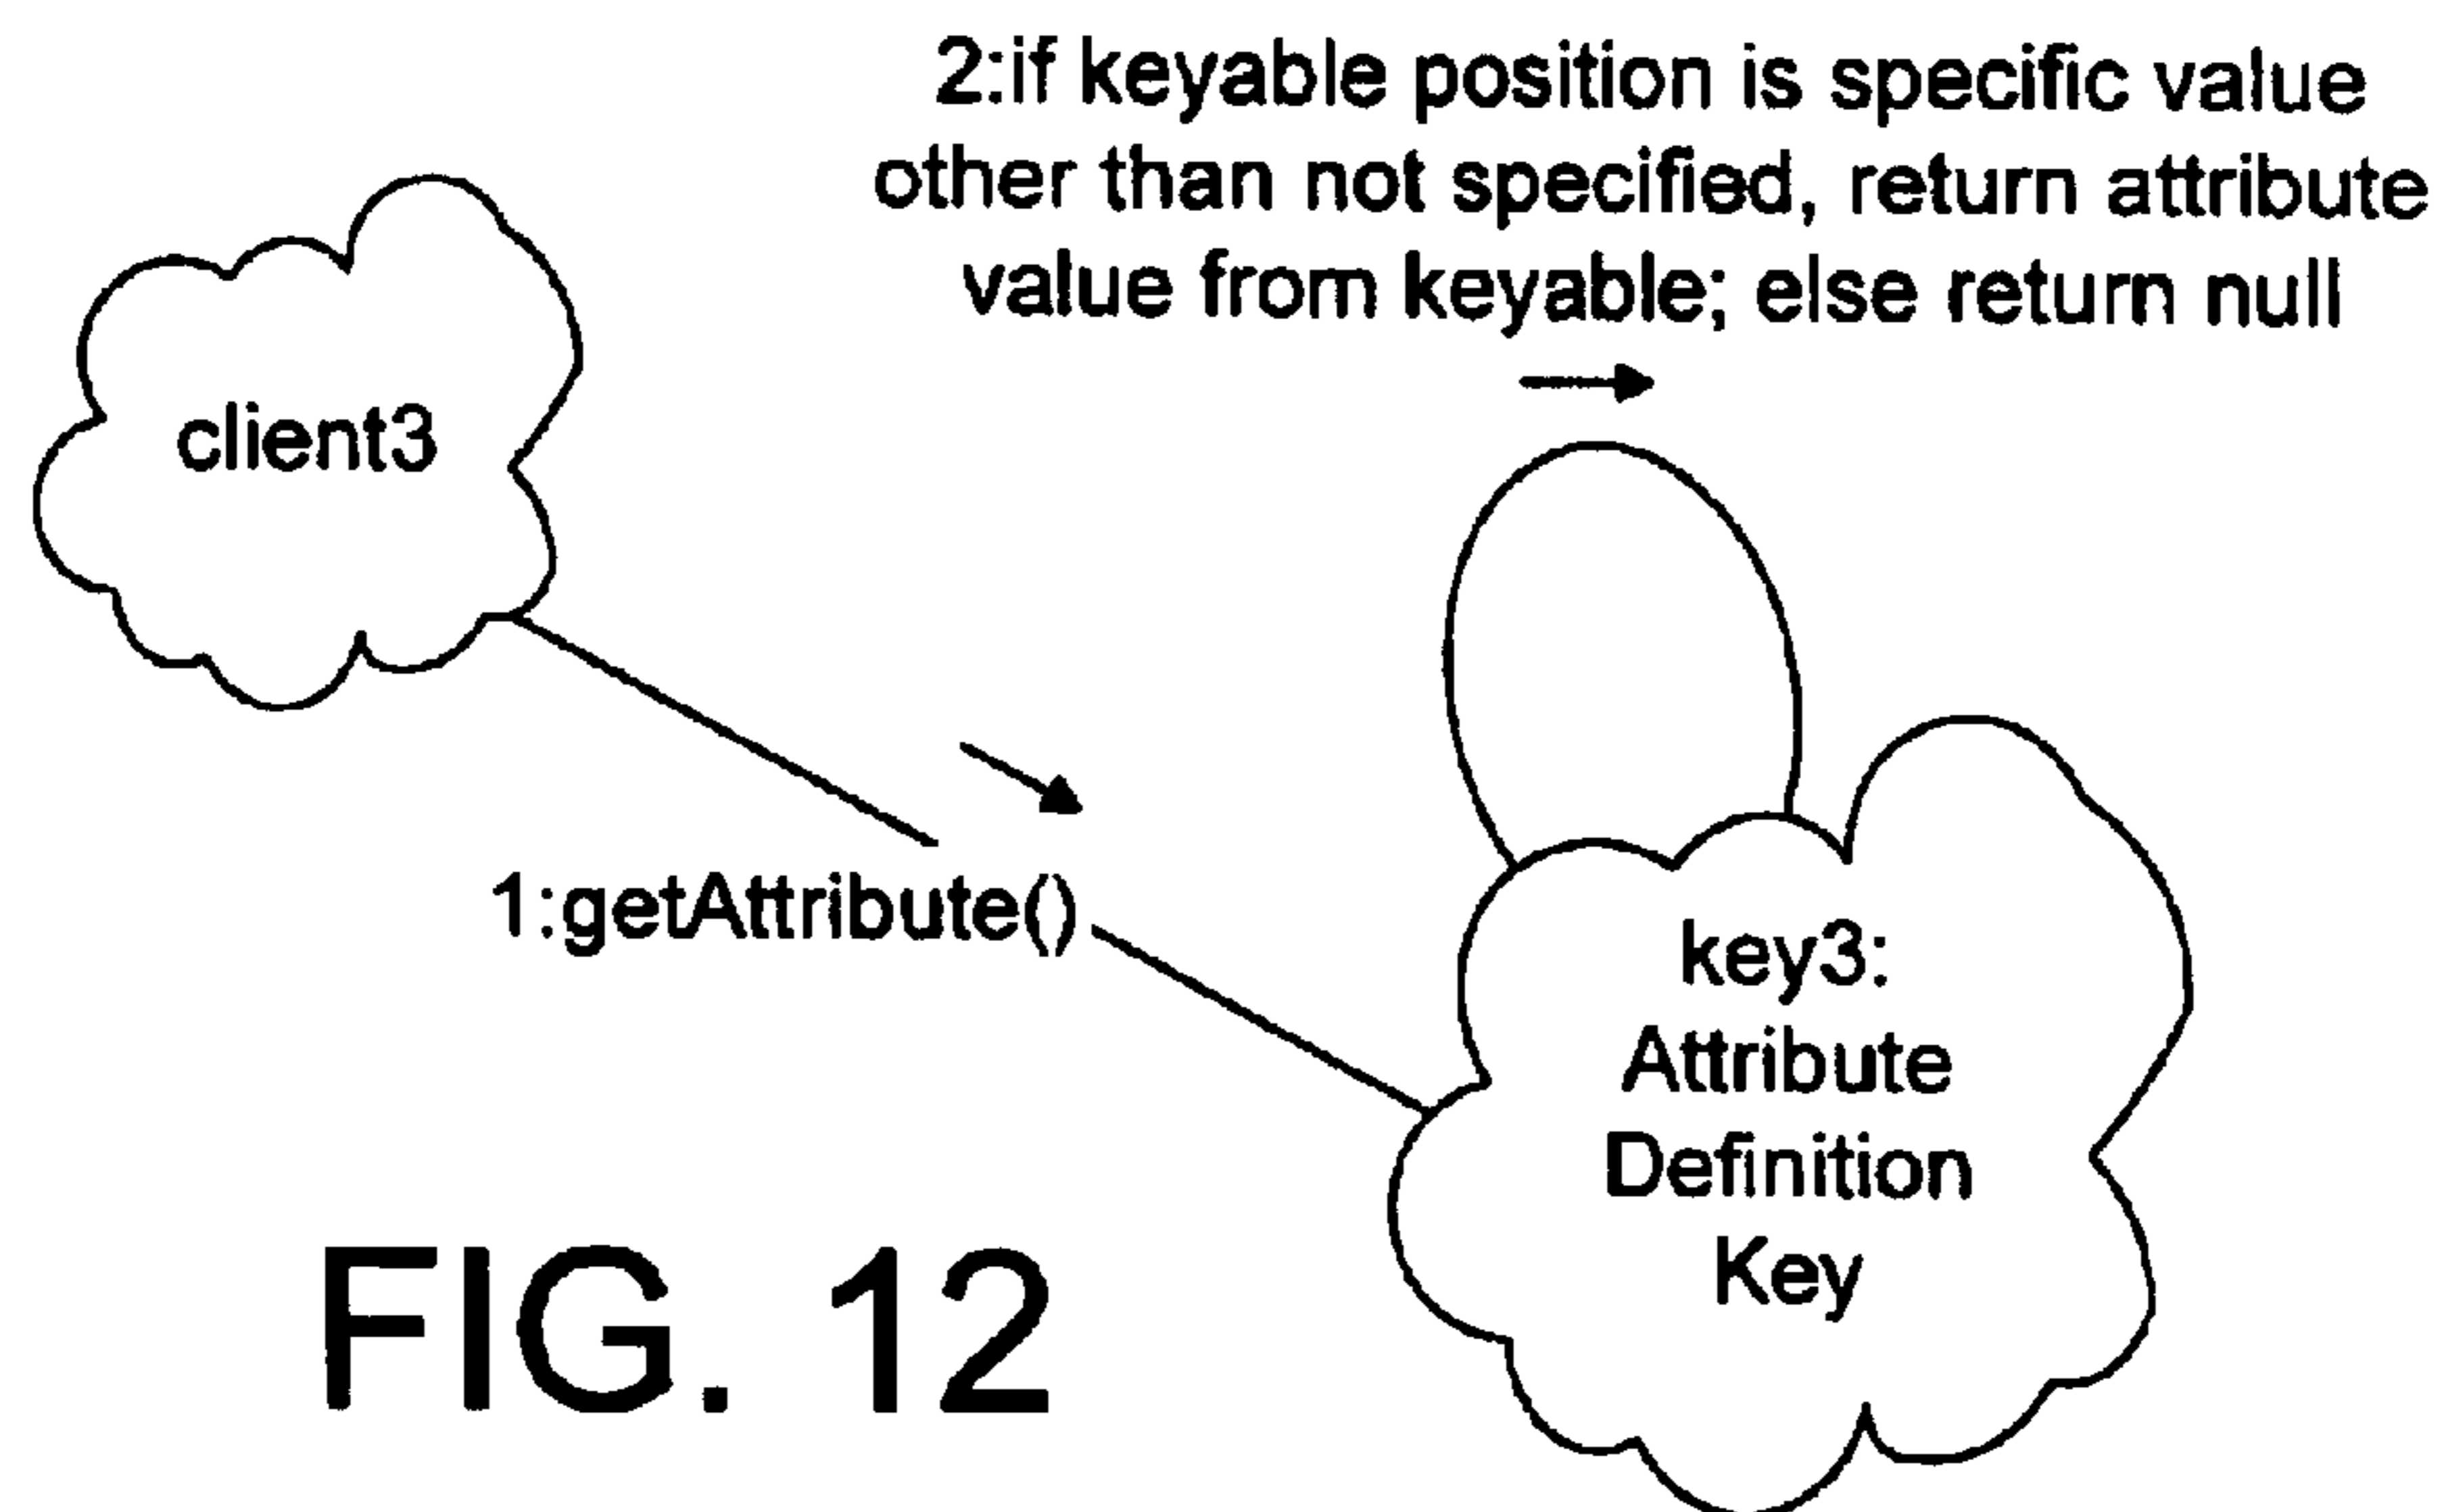 2:if keyable position is specific value
other than not specified, return attribute
value from keyable; else return null
client3
1:getAttribute()
key3:
Attribute
Definition
Key
FIG. 12